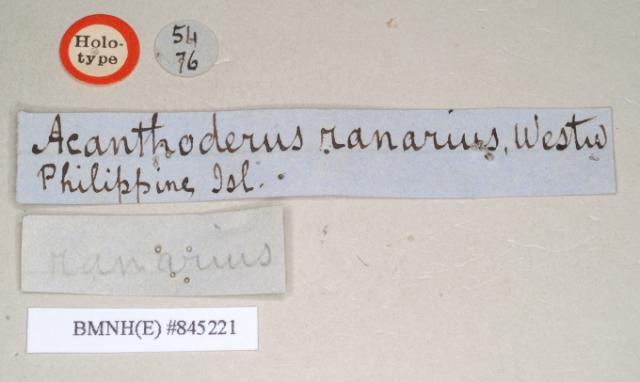 Holo-
type
54
76
Acanthoderus ranarius, Westw
Philippine Isl.
ranarius
BMNH(E) #845221